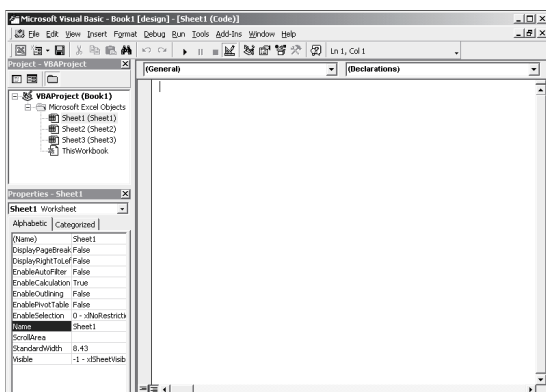 Microsoft Visual Basic - Book1 [design] - [Sheet1 (Code)]
File Edit View Insert Format Debug Run Tools Add-Ins Window Help
Ln 1, Col 1
Project - VBAProject
(General)
(Declarations)
VBAProject (Book1)
Microsoft Excel Objects
Sheet1 (Sheet1)
Sheet2 (Sheet2)
Sheet3 (Sheet3)
ThisWorkbook
Properties - Sheet1
Sheet1 Worksheet
Alphabetic Categorized
(Name) Sheet1
DisplayPageBreak False
DisplayRightToLef False
EnableAutoFilter False
EnableCalculation True
EnableOutlining False
EnablePivotTable False
EnableSelection 0 - xlNoRestricti
Name Sheet1
ScrollArea
StandardWidth 8.43
Visible -1 - xlSheetVisib